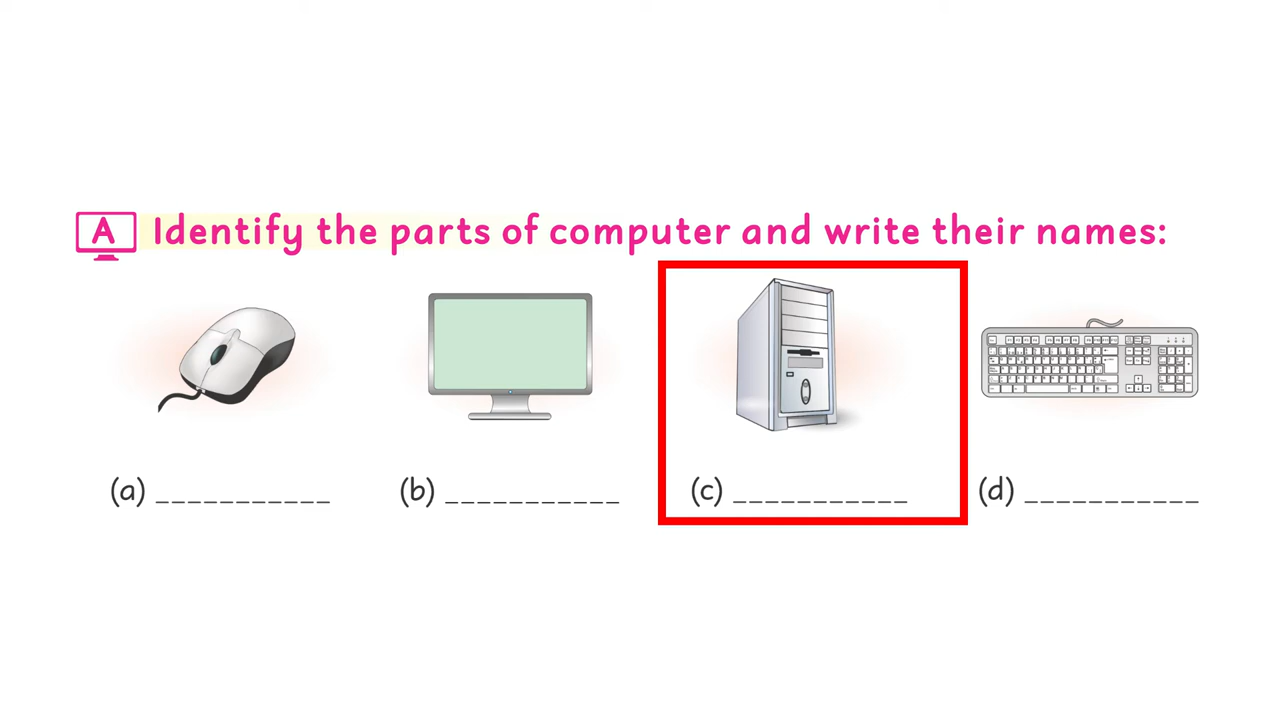 A Identify the parts of computer and write their names:
(a) ___________ (b) ___________ (c) ___________ (d) ___________